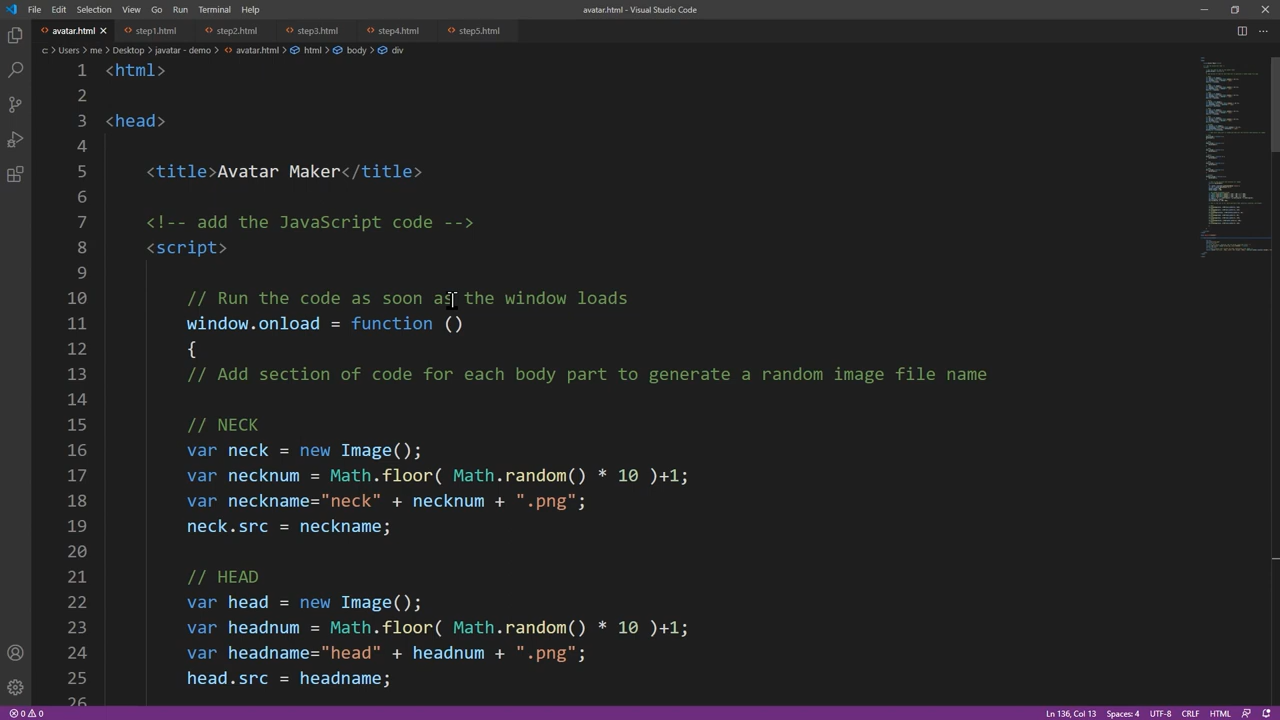 File Edit Selection View Go Run Terminal Help
avatar.html - Visual Studio Code
avatar.html step1.html step2.html step3.html step4.html step5.html
c: > Users > me > Desktop > javatar - demo > avatar.html > html > body > div
1 <html>
2
3 <head>
4
5 <title>Avatar Maker</title>
6
7 <!-- add the JavaScript code -->
8 <script>
9
10 // Run the code as soon as the window loads
11 window.onload = function ()
12 {
13 // Add section of code for each body part to generate a random image file name
14
15 // NECK
16 var neck = new Image();
17 var necknum = Math.floor( Math.random() * 10 )+1;
18 var neckname="neck" + necknum + ".png";
19 neck.src = neckname;
20
21 // HEAD
22 var head = new Image();
23 var headnum = Math.floor( Math.random() * 10 )+1;
24 var headname="head" + headnum + ".png";
25 head.src = headname;
26
0 0 Ln 136, Col 13 Spaces: 4 UTF-8 CRLF HTML